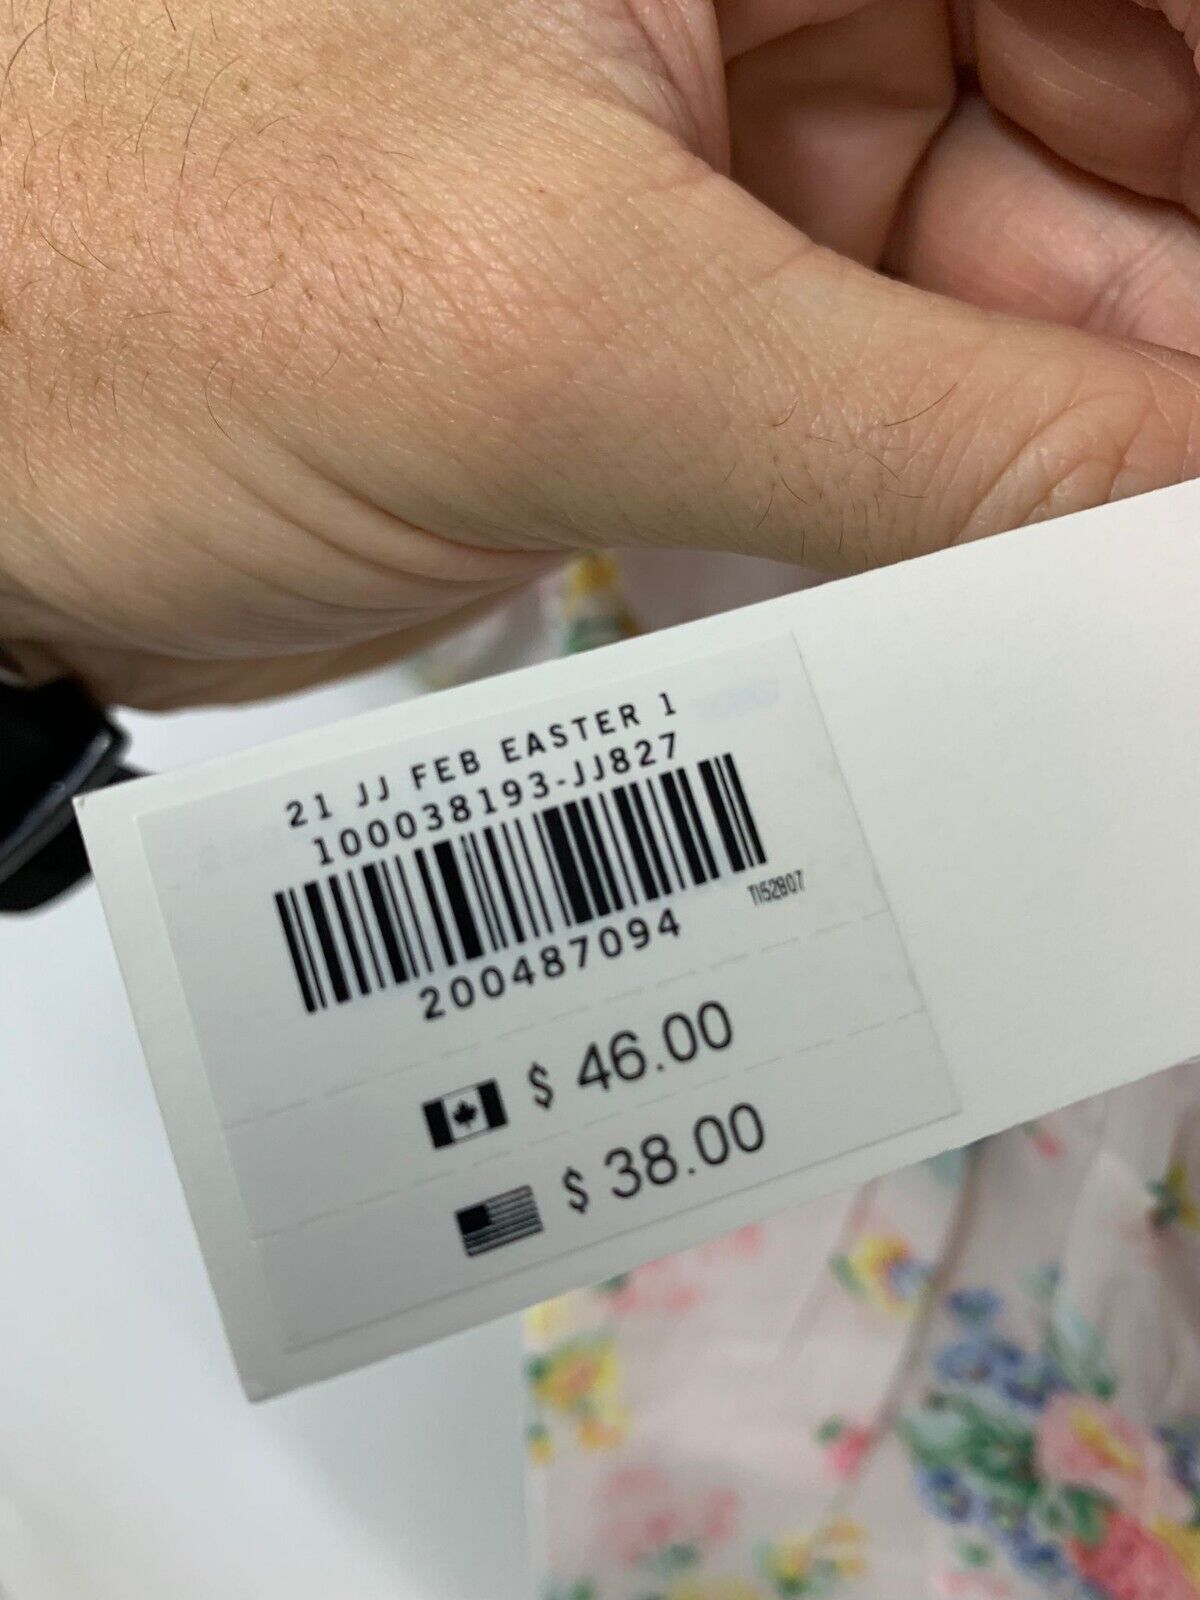 21 JJ FEB EASTER 1
100038193-JJ827
TI52807
200487094
$ 46.00
$ 38.00